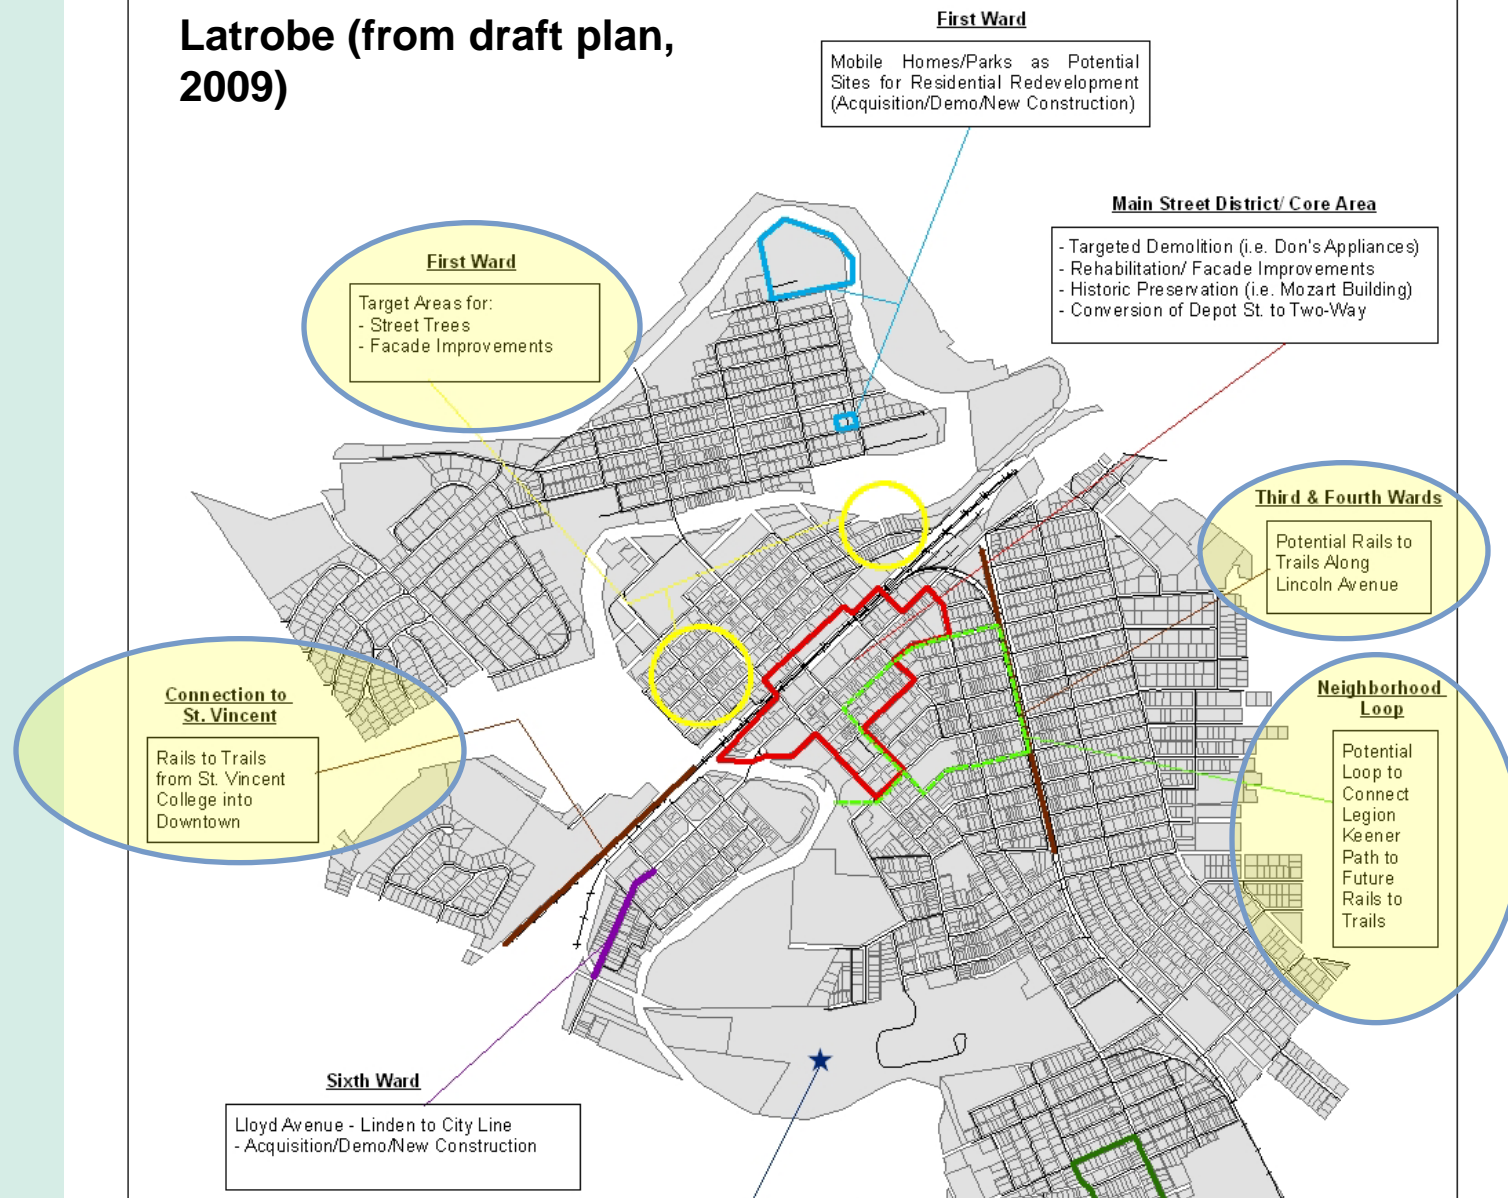 Latrobe (from draft plan,
2009)
First Ward
Mobile Homes/Parks as Potential
Sites for Residential Redevelopment
(Acquisition/Demo/New Construction)
Main Street District/ Core Area
- Targeted Demolition (i.e. Don's Appliances)
- Rehabilitation/ Facade Improvements
- Historic Preservation (i.e. Mozart Building)
- Conversion of Depot St. to Two-Way
First Ward
Target Areas for:
- Street Trees
- Facade Improvements
Third & Fourth Wards
Potential Rails to
Trails Along
Lincoln Avenue
Connection to
St. Vincent
Rails to Trails
from St. Vincent
College into
Downtown
Neighborhood
Loop
Potential
Loop to
Connect
Legion
Keener
Path to
Future
Rails to
Trails
Sixth Ward
Lloyd Avenue - Linden to City Line
- Acquisition/Demo/New Construction